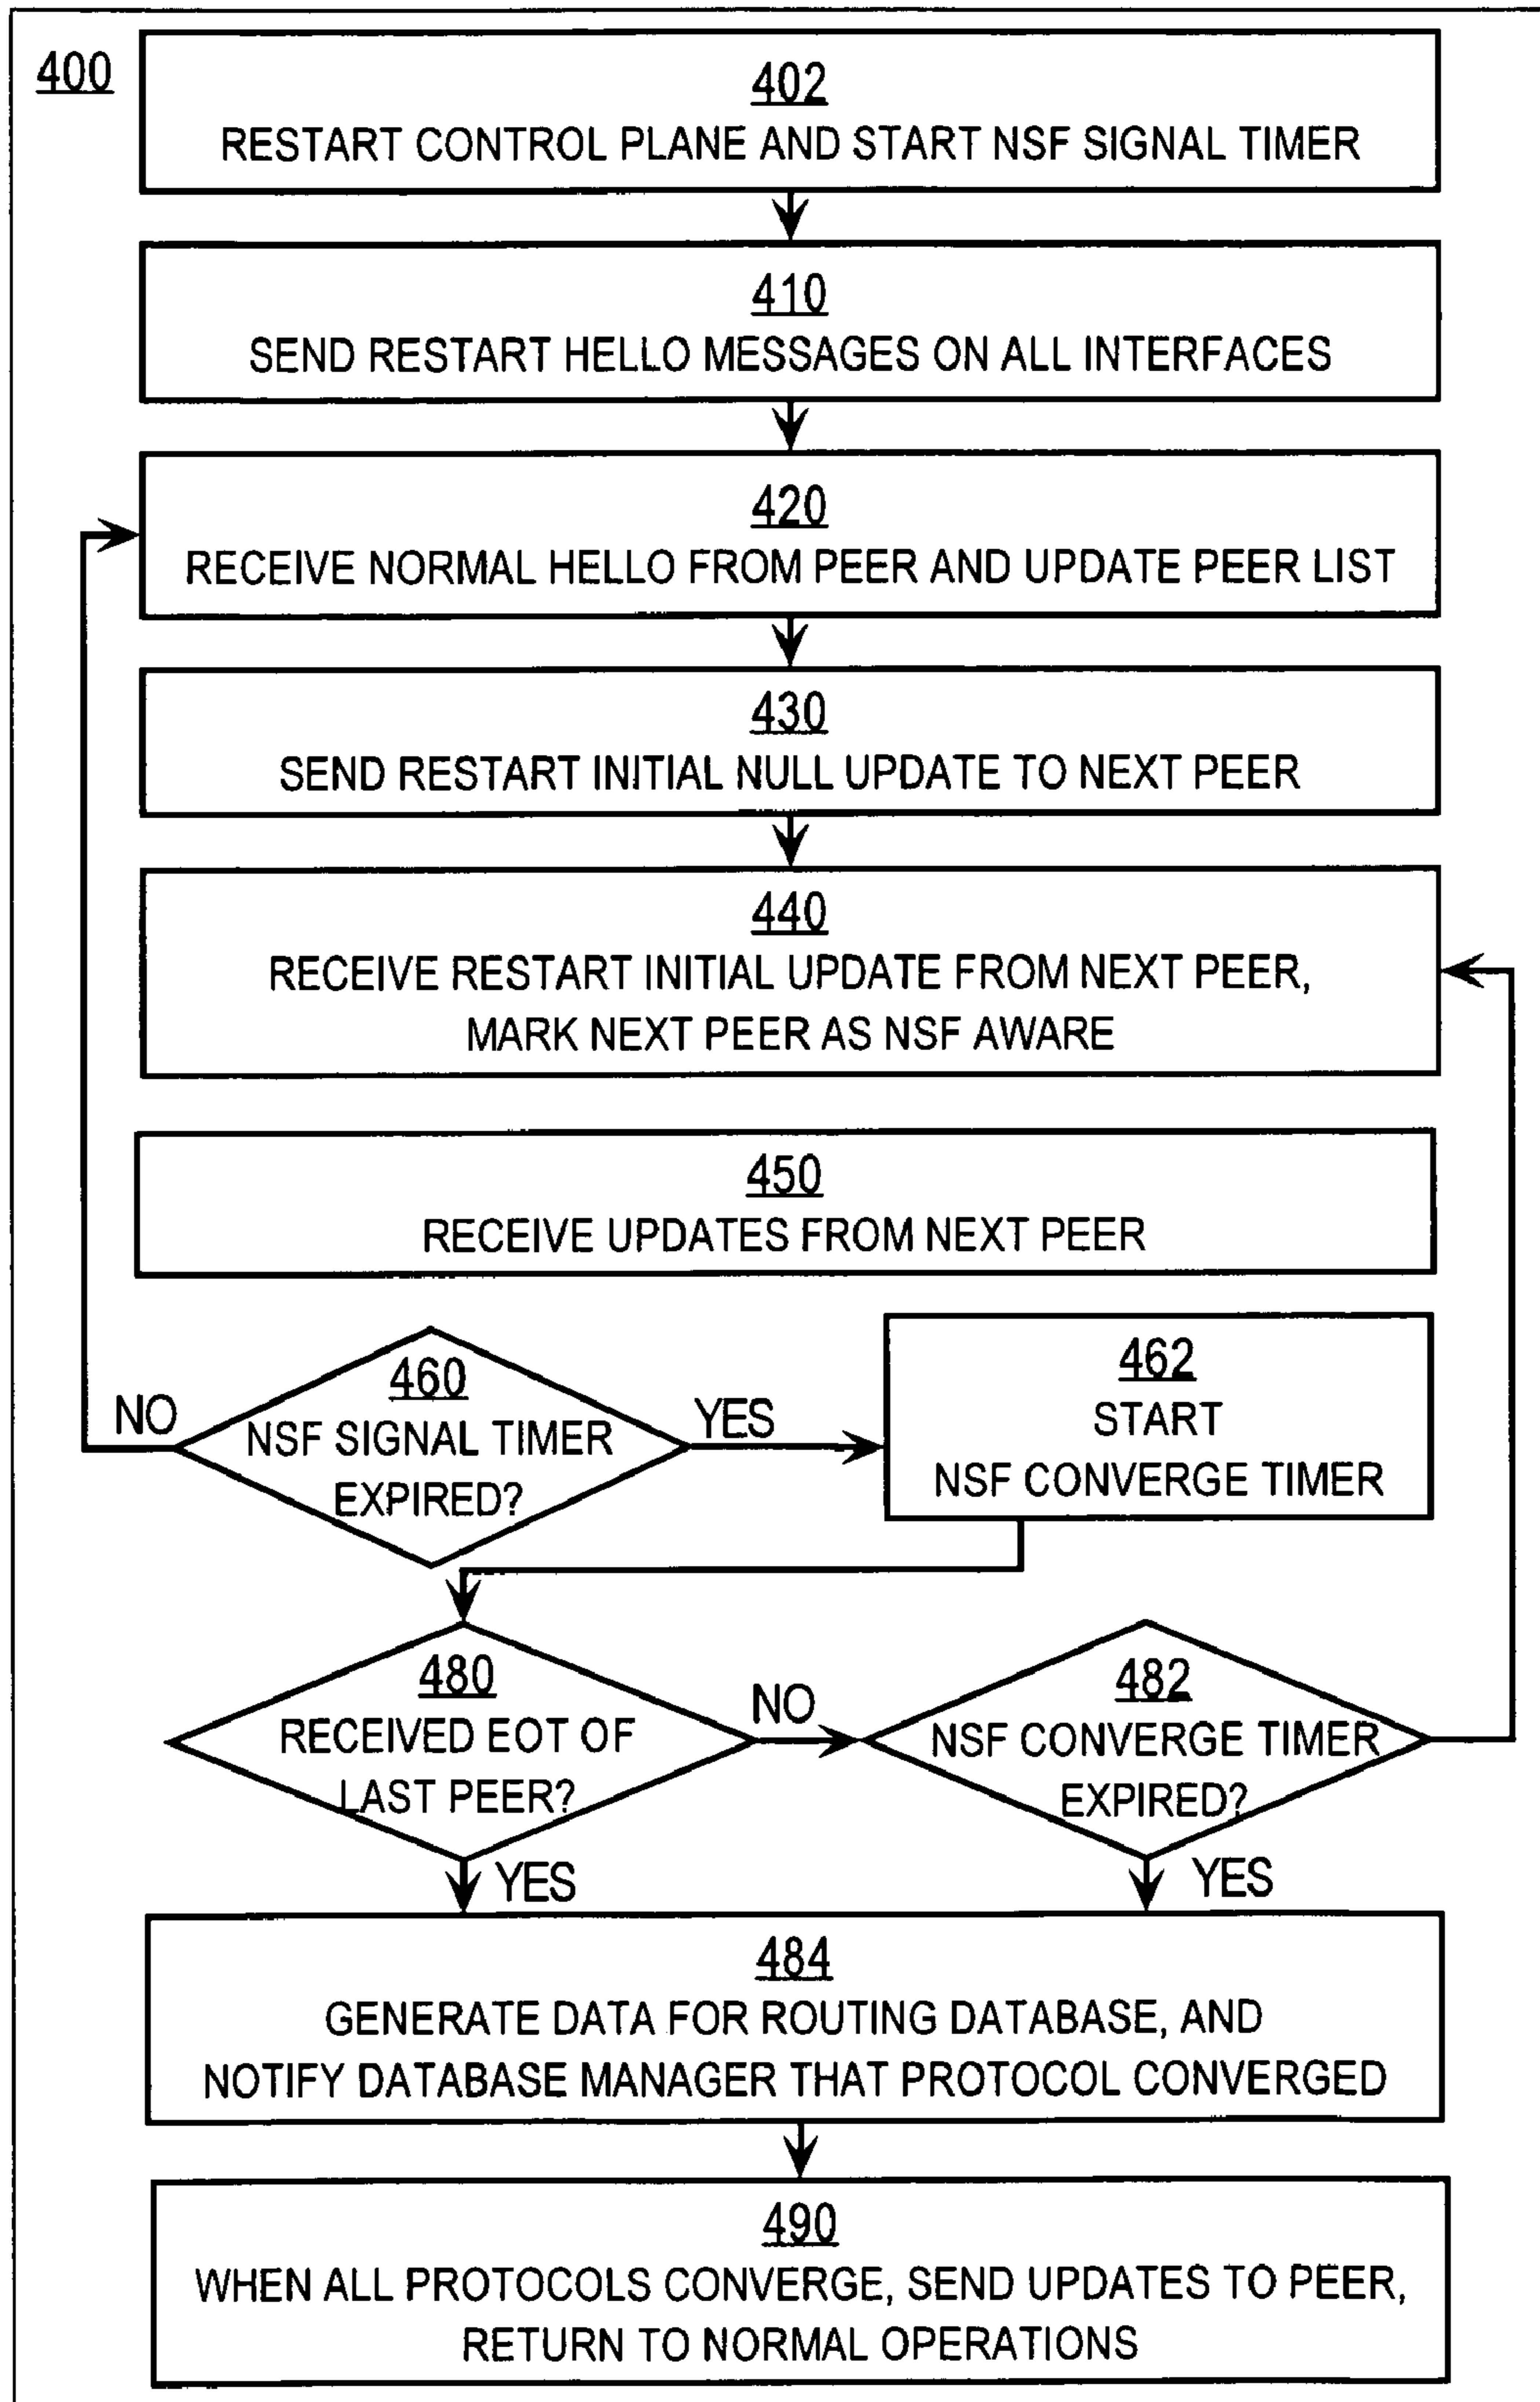 400
402
RESTART CONTROL PLANE AND START NSF SIGNAL TIMER
410
SEND RESTART HELLO MESSAGES ON ALL INTERFACES
420
RECEIVE NORMAL HELLO FROM PEER AND UPDATE PEER LIST
430
SEND RESTART INITIAL NULL UPDATE TO NEXT PEER
440
RECEIVE RESTART INITIAL UPDATE FROM NEXT PEER,
MARK NEXT PEER AS NSF AWARE
450
RECEIVE UPDATES FROM NEXT PEER
460
NSF SIGNAL TIMER
EXPIRED?
NO
YES
462
START
NSF CONVERGE TIMER
480
RECEIVED EOT OF
LAST PEER?
NO
482
NSF CONVERGE TIMER
EXPIRED?
YES
YES
484
GENERATE DATA FOR ROUTING DATABASE, AND
NOTIFY DATABASE MANAGER THAT PROTOCOL CONVERGED
490
WHEN ALL PROTOCOLS CONVERGE, SEND UPDATES TO PEER,
RETURN TO NORMAL OPERATIONS